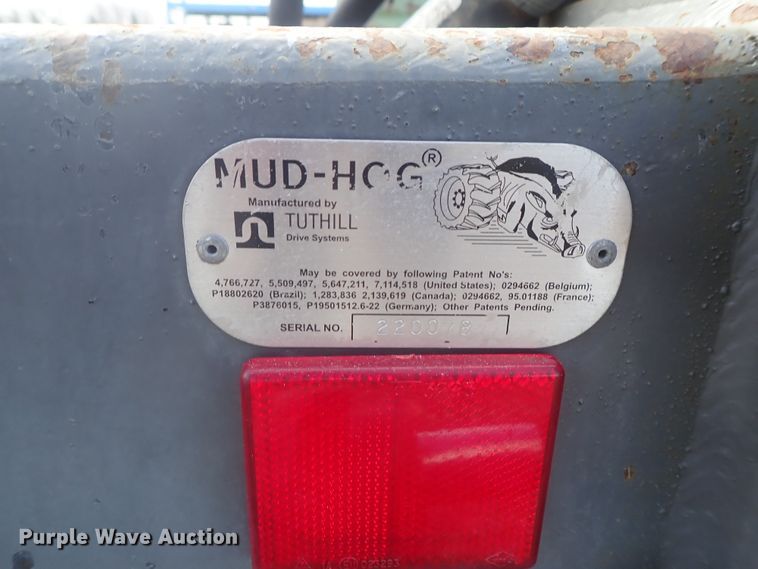 MUD-HOG®
Manufactured by
TUTHILL
Drive Systems
May be covered by following Patent No's:
4,766,727, 5,509,497, 5,647,211, 7,114,518 (United States); 0294662 (Belgium);
P18802620 (Brazil); 1,283,836 2,139,619 (Canada); 0294662, 95.01188 (France);
P3876015, P19501512.6-22 (Germany); Other Patents Pending.
SERIAL NO.
Purple Wave Auction